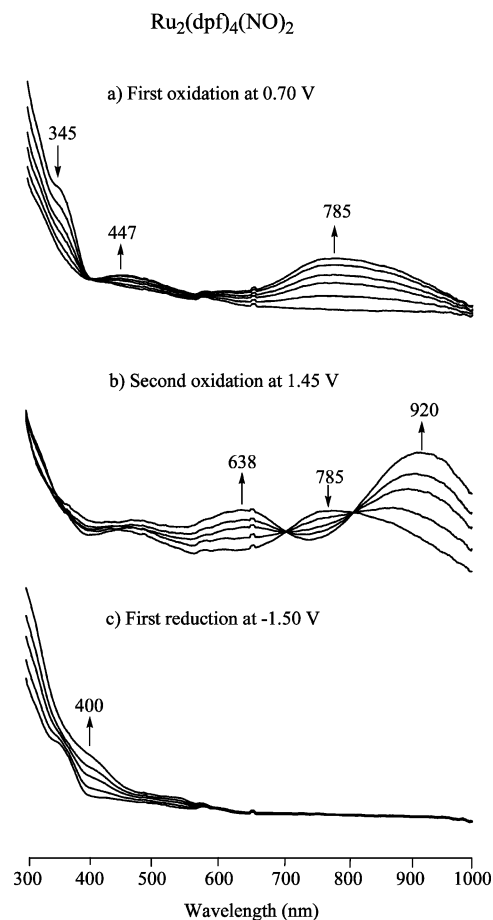 Ru2(dpf)4(NO)2
a) First oxidation at 0.70 V
345
447
785
b) Second oxidation at 1.45 V
638
785
920
c) First reduction at -1.50 V
400
300 400 500 600 700 800 900 1000
Wavelength (nm)